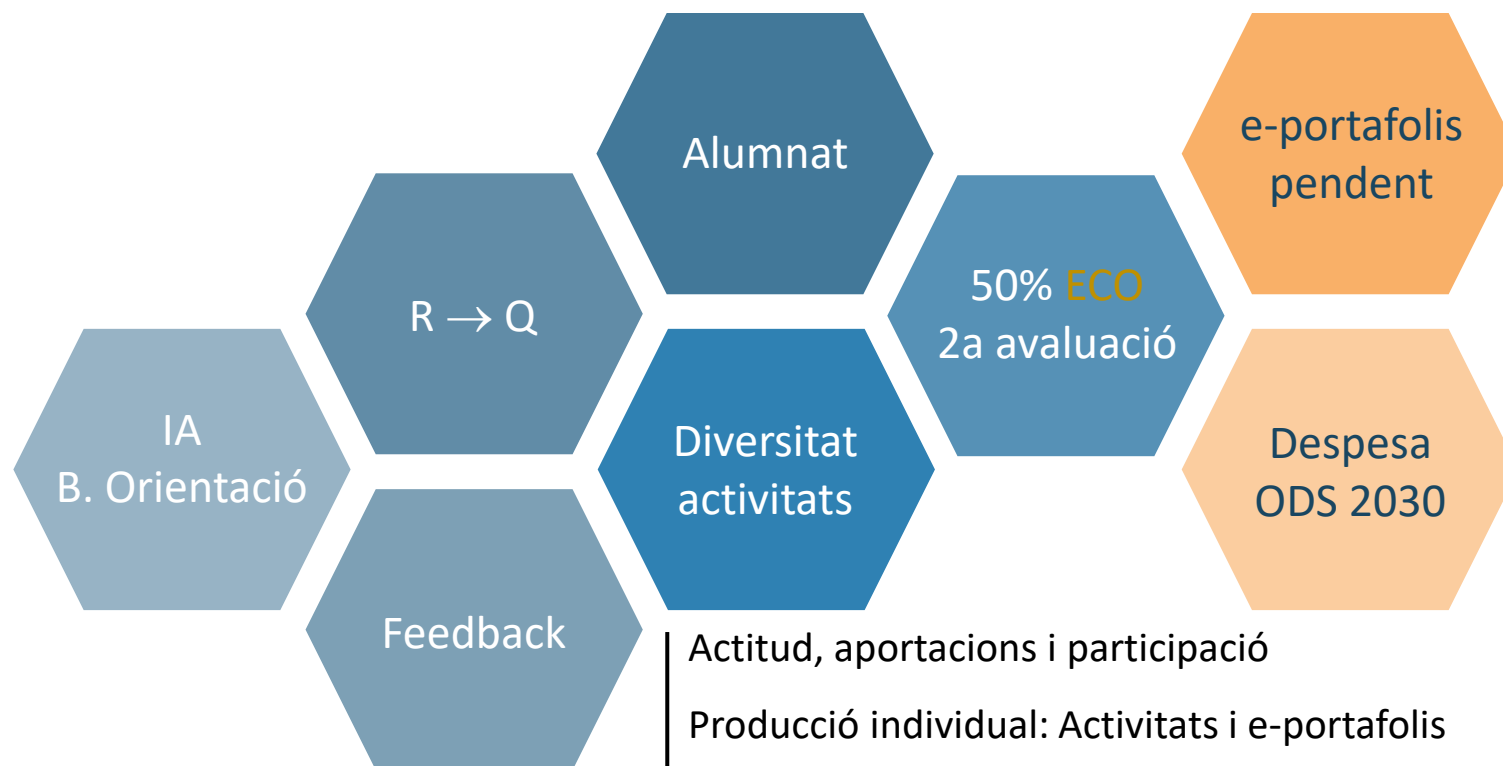 IA
B. Orientació
R → Q
Feedback
Alumnat
Diversitat
activitats
50% ECO
2a avaluació
e-portafolis
pendent
Despesa
ODS 2030
Actitud, aportacions i participació
Producció individual: Activitats i e-portafolis